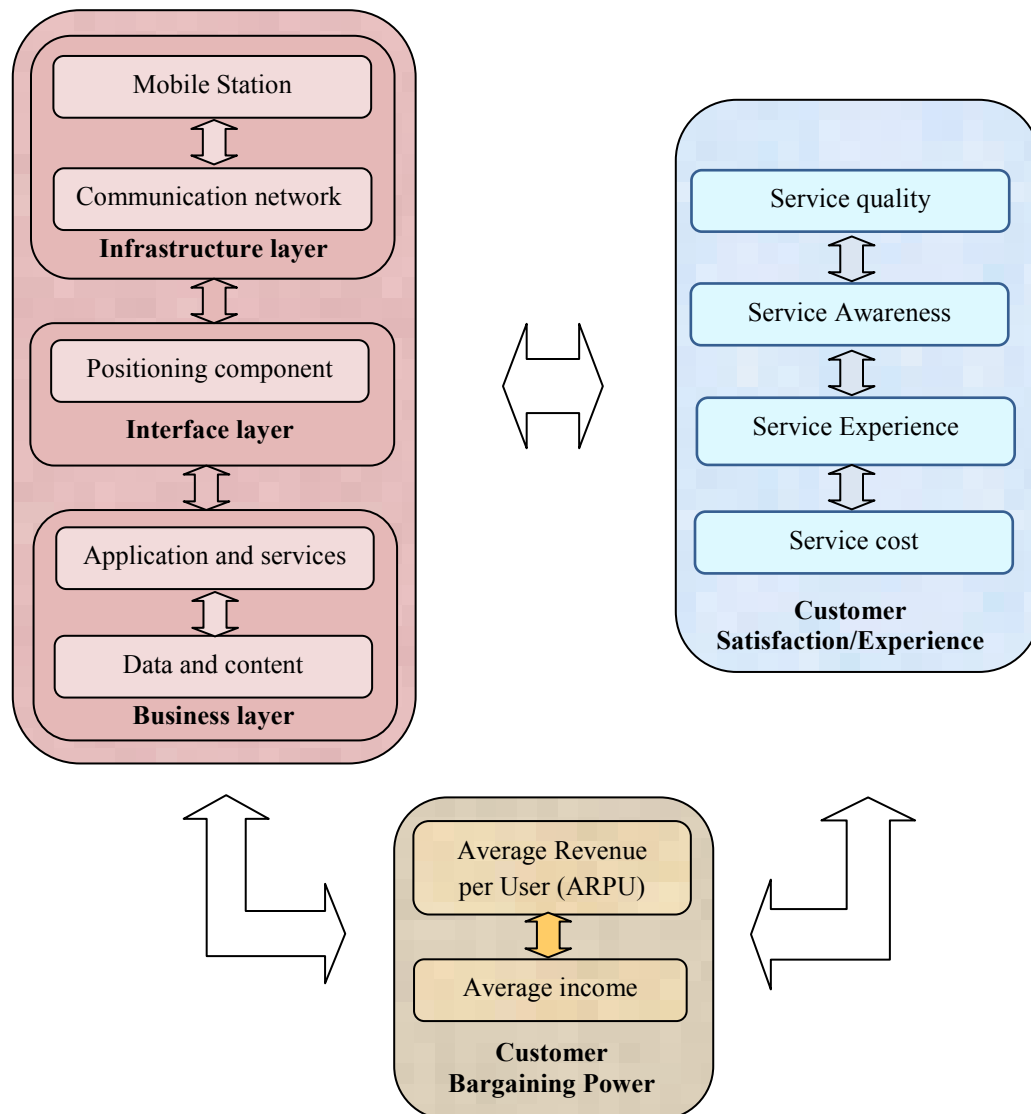 Mobile Station
Communication network
Infrastructure layer
Positioning component
Interface layer
Application and services
Data and content
Business layer
Service quality
Service Awareness
Service Experience
Service cost
Customer
Satisfaction/Experience
Average Revenue
per User (ARPU)
Average income
Customer
Bargaining Power